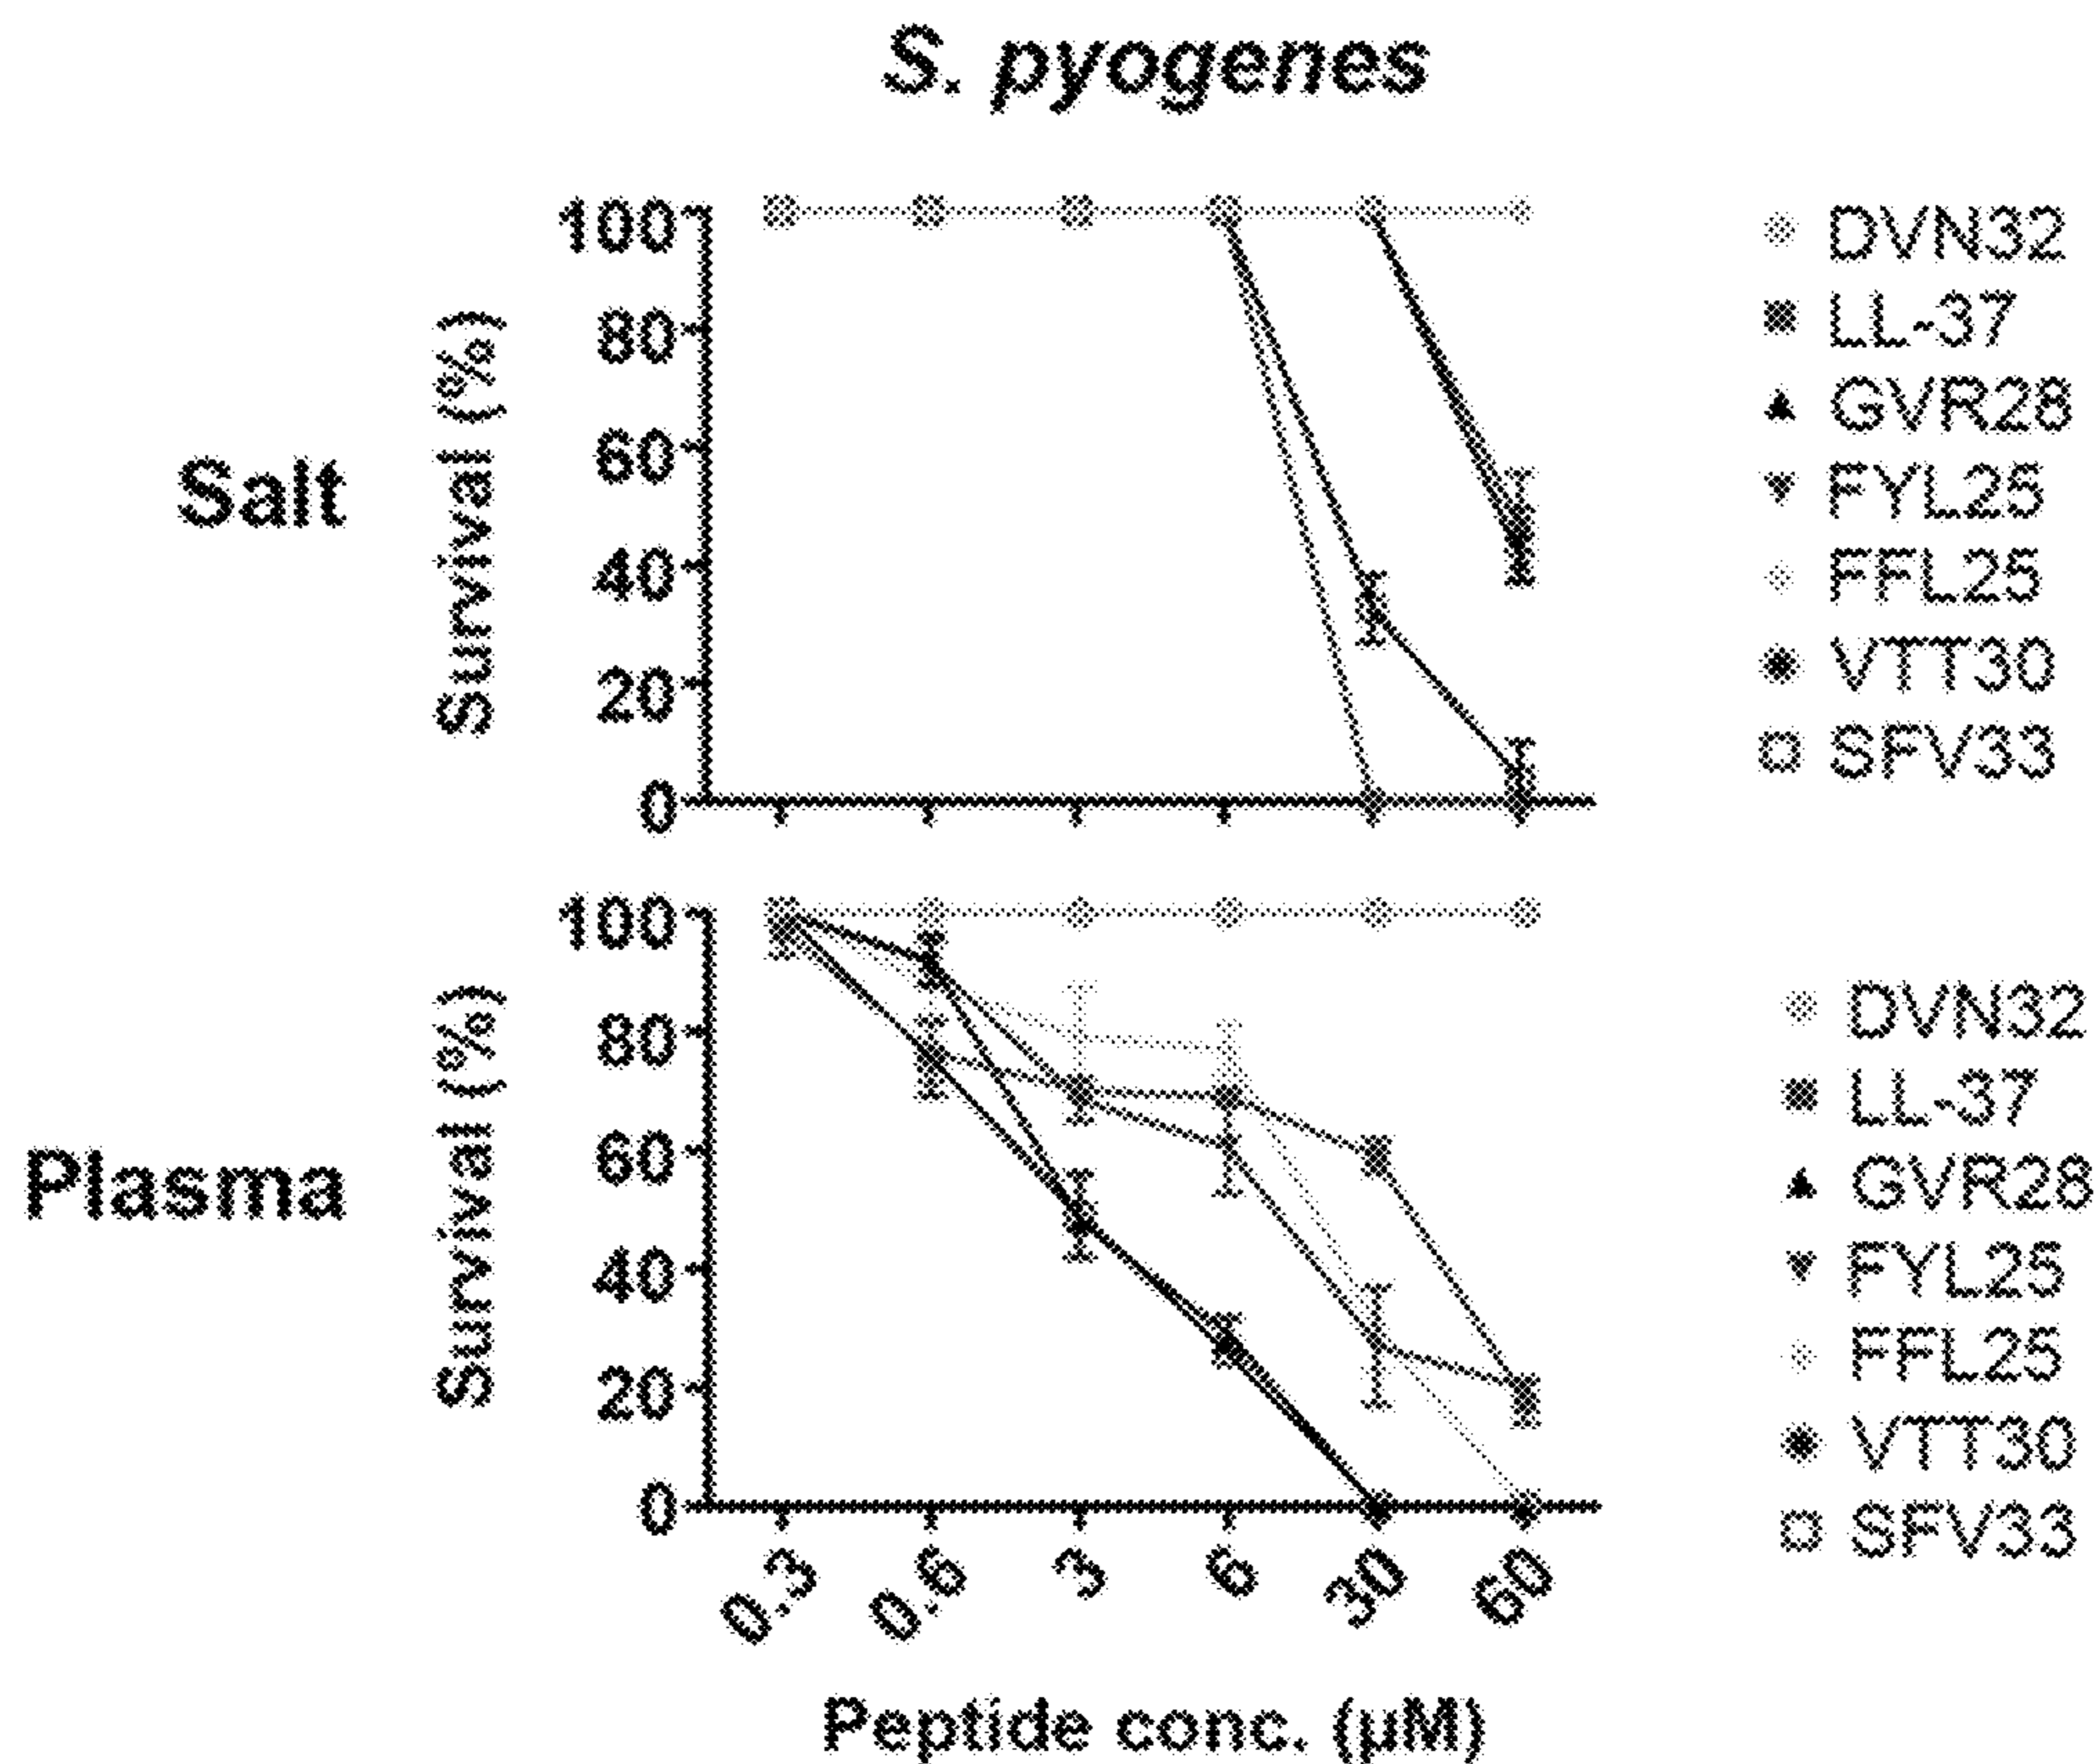 S. pyogenes
Salt
Survival (%)
100
80
60
40
20
0
DVN32
LL-37
GVR28
FYL25
FFL25
VTT30
SFV33
Plasma
Survival (%)
100
80
60
40
20
0
0.3
0.6
3
6
30
60
Peptide conc. (µM)
DVN32
LL-37
GVR28
FYL25
FFL25
VTT30
SFV33